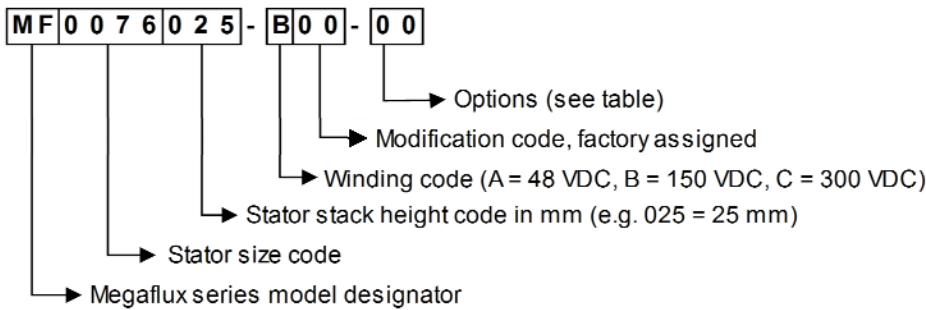 MF0076025-B00-00
Options (see table)
Modification code, factory assigned
Winding code (A = 48 VDC, B = 150 VDC, C = 300 VDC)
Stator stack height code in mm (e.g. 025 = 25 mm)
Stator size code
Megaflux series model designator